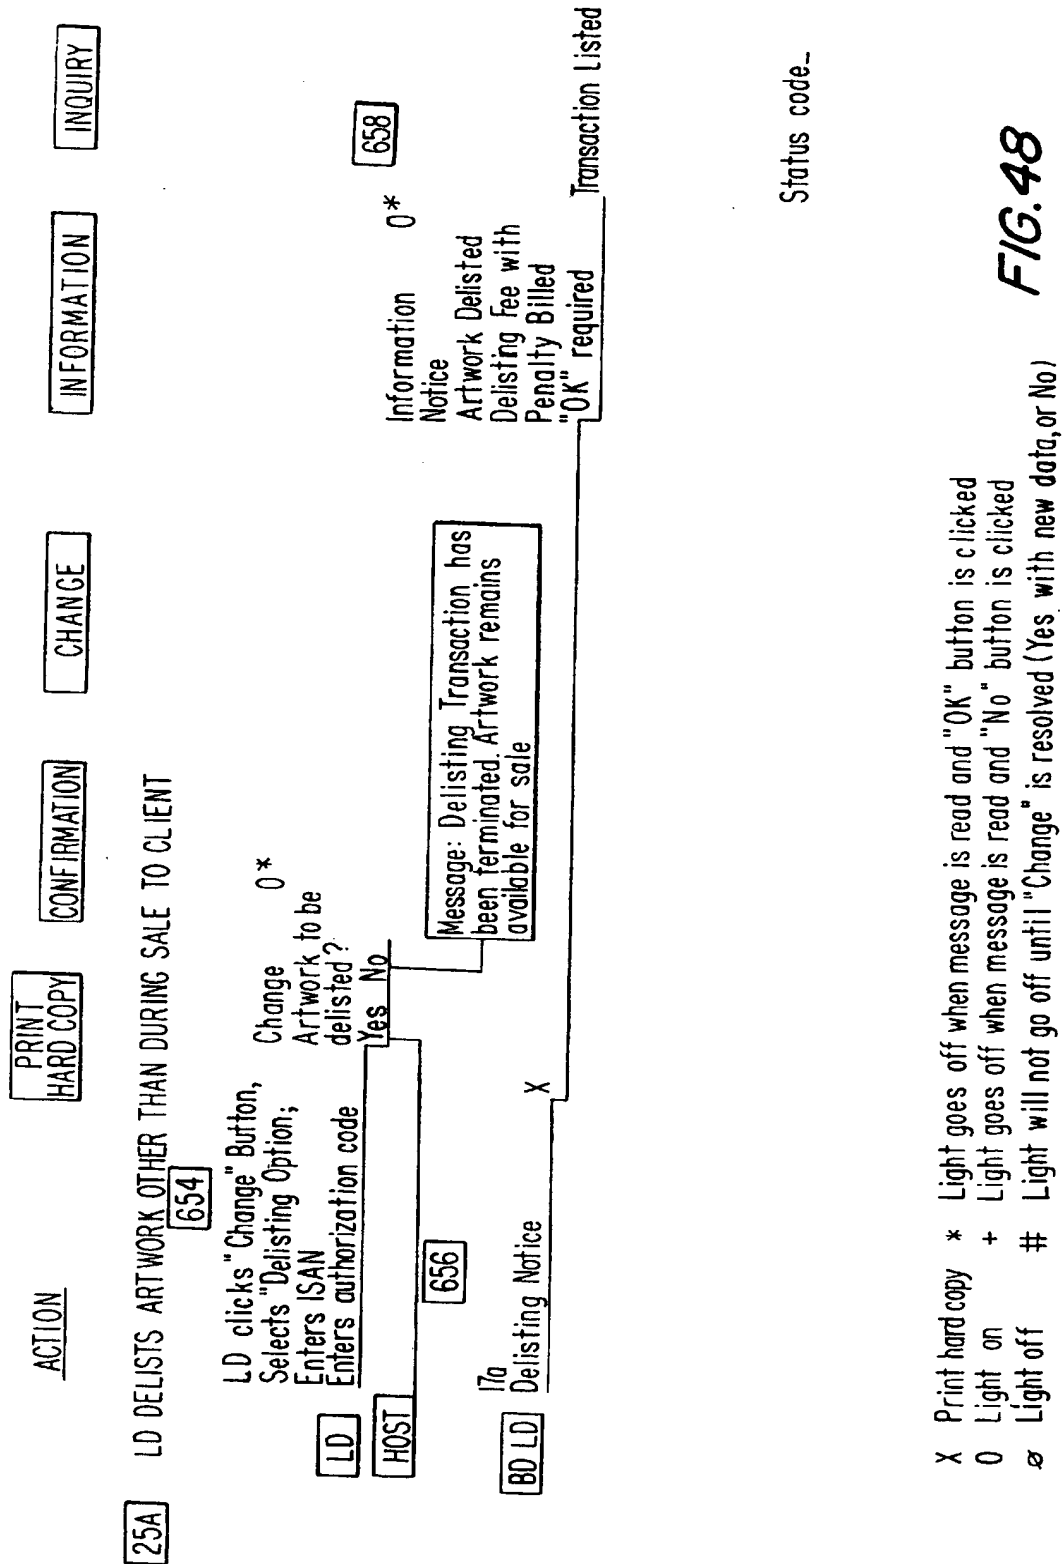 ACTION
PRINT
HARD COPY
CONFIRMATION
CHANGE
INFORMATION
INQUIRY
25A
LD DELISTS ARTWORK OTHER THAN DURING SALE TO CLIENT
654
LD
LD clicks "Change" Button,
Selects "Delisting Option;
Enters ISAN
Enters authorization code
Change O*
Artwork to be
delisted?
Yes No
HOST
656
Message: Delisting Transaction has
been terminated. Artwork remains
available for sale
Information O*
Notice
Artwork Delisted
Delisting Fee with
Penalty Billed
"OK" required
658
BD LD
17a
Delisting Notice
X
Transaction Listed
Status code_
X Print hard copy * Light goes off when message is read and "OK" button is clicked
O Light on + Light goes off when message is read and "No" button is clicked
ø Light off # Light will not go off until "Change" is resolved (Yes with new data, or No)
FIG. 48